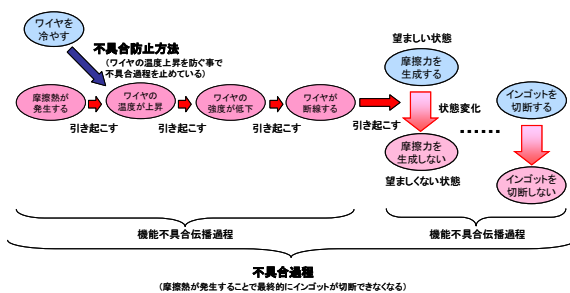 ワイヤを
冷やす
不具合防止方法
(ワイヤの温度上昇を防ぐ事で
不具合過程を止めている)
望ましい状態
摩擦力を
生成する
摩擦熱が
発生する
ワイヤの
温度が上昇
ワイヤの
強度が低下
ワイヤが
断線する
インゴットを
切断する
引き起こす
引き起こす
引き起こす
引き起こす
状態変化
摩擦力を
生成しない
望ましくない状態
インゴットを
切断しない
機能不具合伝播過程
機能不具合伝播過程
不具合過程
(摩擦熱が発生することで最終的にインゴットが切断できなくなる)